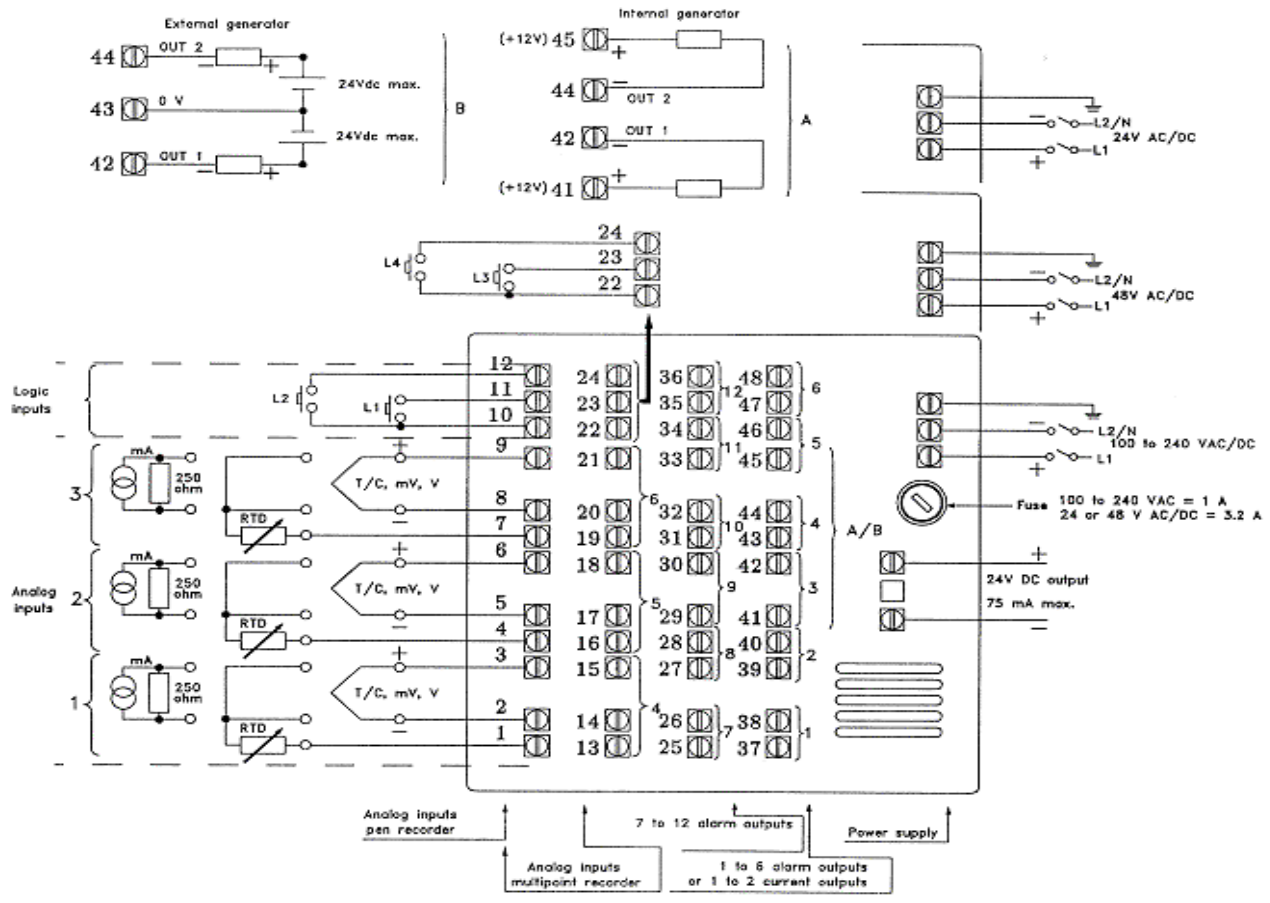 External generator
44 OUT 2
− +
24Vdc max.
43 0 V
24Vdc max.
42 OUT 1
− +
B
Internal generator
(+12V) 45 +
44 − OUT 2
42 − OUT 1
(+12V) 41 +
A
− L2/N
24V AC/DC
L1
+
24
23
22
L4
L3
− L2/N
48V AC/DC
L1
+
Logic
inputs
L2
L1
12
11
10
24
23
22
36
35
12
34
33
11
48
47
6
46
45
5
− L2/N
100 to 240 VAC/DC
L1
+
Analog
inputs
3
mA
250
ohm
RTD
+
T/C, mV, V
−
9
8
7
21
20
19
6
32
31
10
44
43
4
A/B
Fuse 100 to 240 VAC = 1 A
24 or 48 V AC/DC = 3.2 A
2
mA
250
ohm
RTD
+
T/C, mV, V
−
6
5
4
18
17
16
5
30
29
9
42
41
3
+
24V DC output
75 mA max.
−
28
27
8
40
39
2
1
mA
250
ohm
RTD
+
T/C, mV, V
−
3
2
1
15
14
13
4
26
25
7
38
37
1
Analog inputs
pen recorder
7 to 12 alarm outputs
Power supply
Analog inputs
multipoint recorder
1 to 6 alarm outputs
or 1 to 2 current outputs